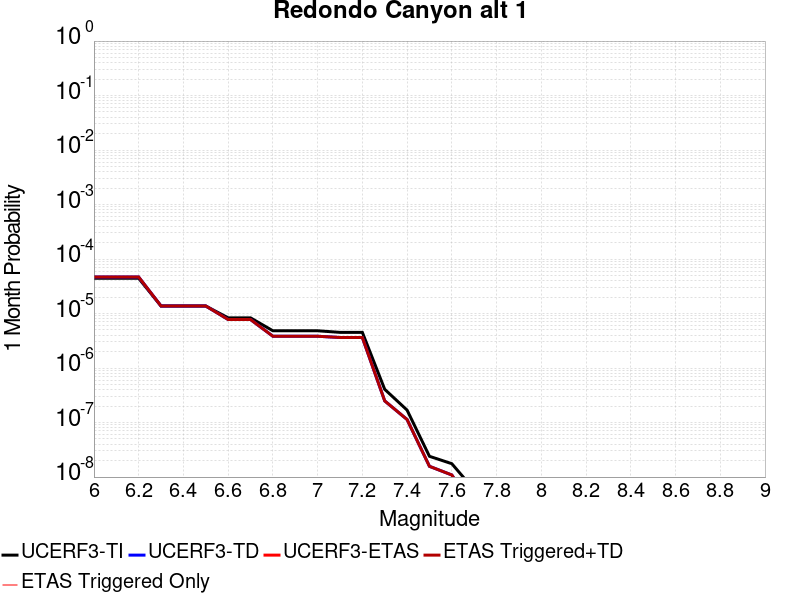 Redondo Canyon alt 1
10^0
10^-1
10^-2
10^-3
10^-4
10^-5
10^-6
10^-7
10^-8
1 Month Probability
6 6.2 6.4 6.6 6.8 7 7.2 7.4 7.6 7.8 8 8.2 8.4 8.6 8.8 9
Magnitude
UCERF3-TI UCERF3-TD UCERF3-ETAS ETAS Triggered+TD
ETAS Triggered Only